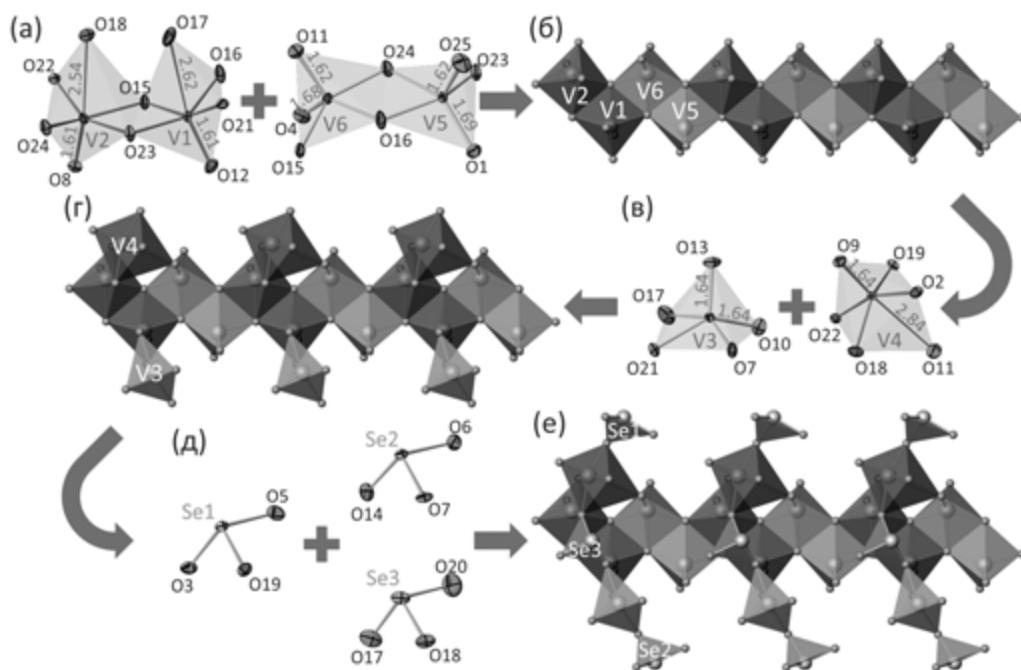 (а)
O18
O17
O22
2.54
2.62
O16
O15
O24
1.61
V2
V1
1.61
O21
O23
O8
O12
O11
O24
O25
O23
1.62
1.62
1.68
1.69
O4
V6
V5
O15
O16
O1
(б)
V2
V6
V1
V5
(в)
O13
1.64
O17
1.64
O10
V3
O21
O7
O9
O19
1.64
O2
2.84
O22
V4
O18
O11
(г)
V4
V3
(д)
Se1
O5
O3
O19
Se2
O6
O14
O7
Se3
O20
O17
O18
(е)
Se1
Se3
Se2